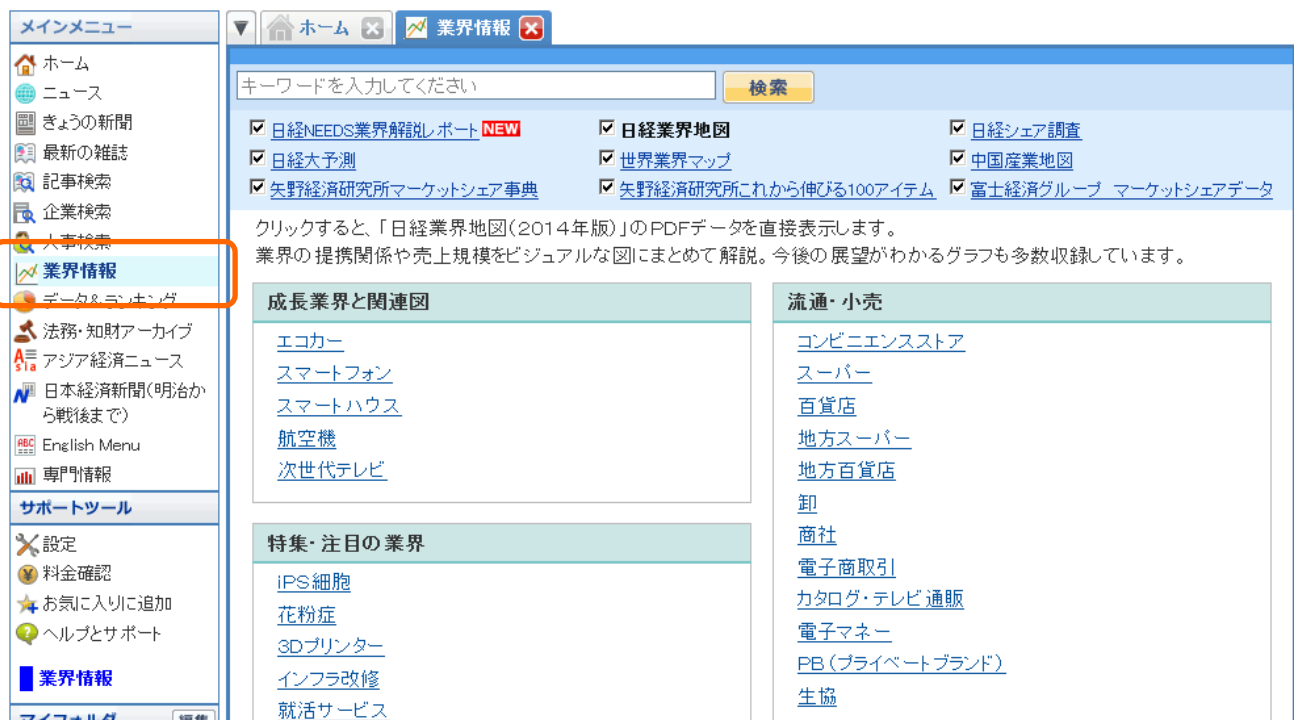 メインメニュー
ホーム
ニュース
きょうの新聞
最新の雑誌
記事検索
企業検索
人事検索
業界情報
データ&ランキング
法務・知財アーカイブ
アジア経済ニュース
日本経済新聞(明治か
ら戦後まで)
English Menu
専門情報
サポートツール
設定
料金確認
お気に入りに追加
ヘルプとサポート
業界情報
マイフォルダ 編集
ホーム 業界情報
キーワードを入力してください 検索
日経NEEDS業界解説レポート NEW 日経業界地図 日経シェア調査
日経大予測 世界業界マップ 中国産業地図
矢野経済研究所マーケットシェア事典 矢野経済研究所これから伸びる100アイテム 富士経済グループ マーケットシェアデータ
クリックすると、「日経業界地図(2014年版)」のPDFデータを直接表示します。
業界の提携関係や売上規模をビジュアルな図にまとめて解説。今後の展望がわかるグラフも多数収録しています。
成長業界と関連図
エコカー
スマートフォン
スマートハウス
航空機
次世代テレビ
特集・注目の業界
iPS細胞
花粉症
3Dプリンター
インフラ改修
就活サービス
流通・小売
コンビニエンスストア
スーパー
百貨店
地方スーパー
地方百貨店
卸
商社
電子商取引
カタログ・テレビ通販
電子マネー
PB(プライベートブランド)
生協